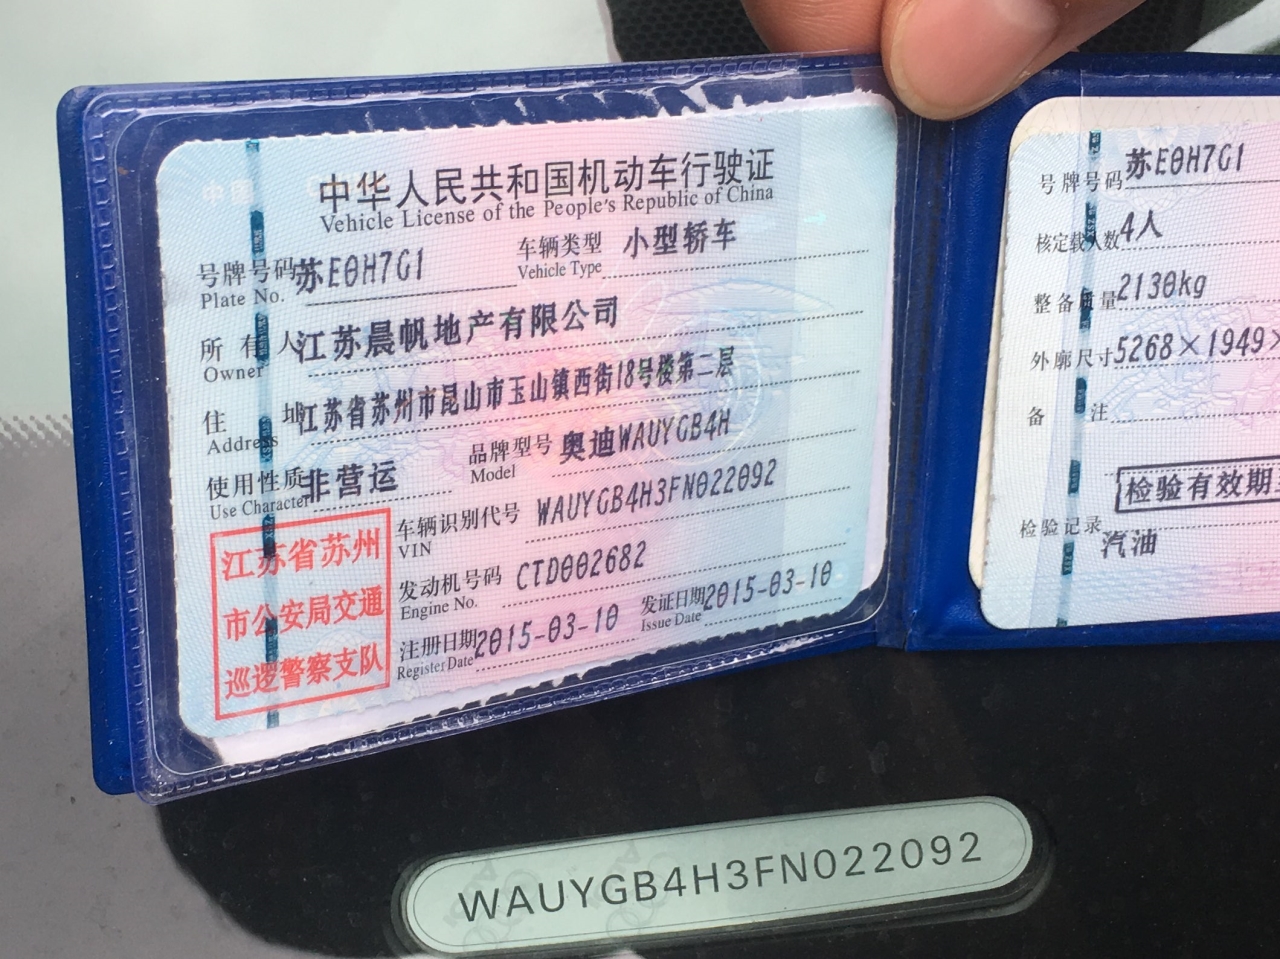 中华人民共和国机动车行驶证
Vehicle License of the People's Republic of China
号牌号码 苏E0H7G1 车辆类型 小型轿车
Plate No. Vehicle Type
所有人 江苏晨帆地产有限公司
Owner
住址 江苏省苏州市昆山市玉山镇西街18号楼第二层
Address
使用性质 非营运 品牌型号 奥迪WAUYGB4H
Use Character Model
车辆识别代号 WAUYGB4H3FN022092
VIN
发动机号码 CTD002682
Engine No.
注册日期 2015-03-10 发证日期 2015-03-10
Register Date Issue Date
江苏省苏州
市公安局交通
巡逻警察支队
号牌号码 苏E0H7G1
核定载人数 4人
整备质量 2130kg
外廓尺寸 5268×1949×
备注
检验有效期
检验记录
汽油
WAUYGB4H3FN022092